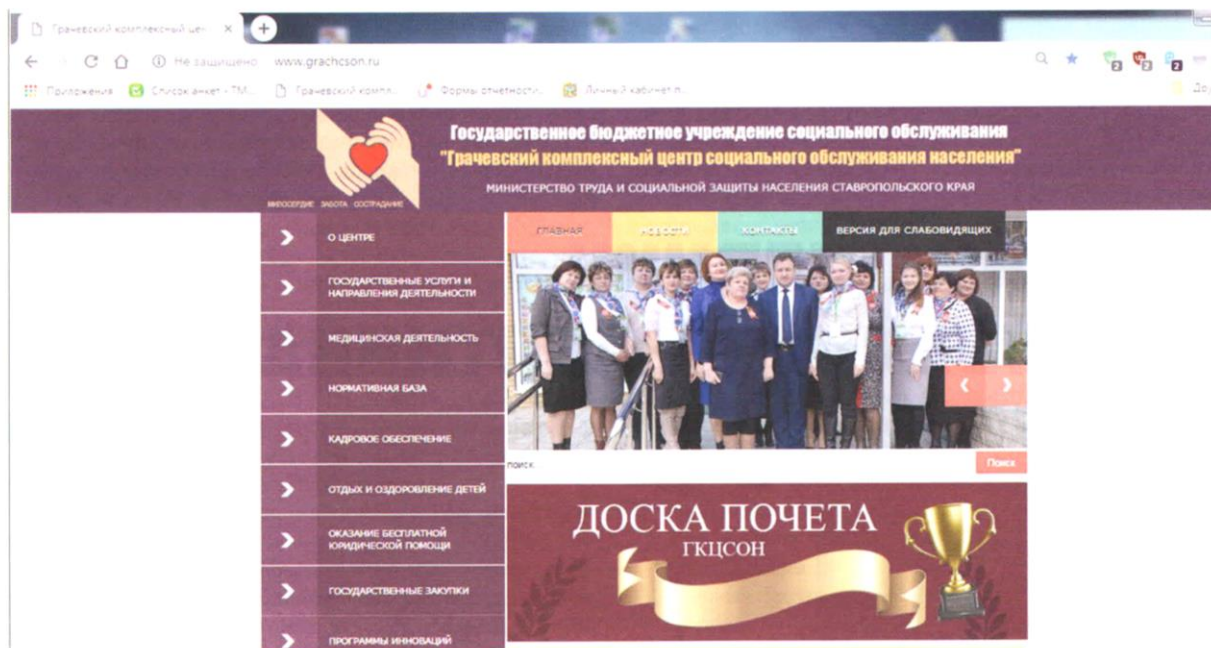 Грачевский комплексный цен
Не защищено www.grachcson.ru
Приложения Список анкет - ТМ... Грачевский компл... Формы отчетности... Личный кабинет п...
Государственное бюджетное учреждение социального обслуживания
"Грачевский комплексный центр социального обслуживания населения"
МИНИСТЕРСТВО ТРУДА И СОЦИАЛЬНОЙ ЗАЩИТЫ НАСЕЛЕНИЯ СТАВРОПОЛЬСКОГО КРАЯ
МИЛОСЕРДИЕ ЗАБОТА СОСТРАДАНИЕ
ГЛАВНАЯ НОВОСТИ КОНТАКТЫ ВЕРСИЯ ДЛЯ СЛАБОВИДЯЩИХ
О ЦЕНТРЕ
ГОСУДАРСТВЕННЫЕ УСЛУГИ И
НАПРАВЛЕНИЯ ДЕЯТЕЛЬНОСТИ
МЕДИЦИНСКАЯ ДЕЯТЕЛЬНОСТЬ
НОРМАТИВНАЯ БАЗА
КАДРОВОЕ ОБЕСПЕЧЕНИЕ
ОТДЫХ И ОЗДОРОВЛЕНИЕ ДЕТЕЙ
ОКАЗАНИЕ БЕСПЛАТНОЙ
ЮРИДИЧЕСКОЙ ПОМОЩИ
ГОСУДАРСТВЕННЫЕ ЗАКУПКИ
ПРОГРАММЫ ИННОВАЦИЙ
поиск... Поиск
ДОСКА ПОЧЕТА
ГКЦСОН